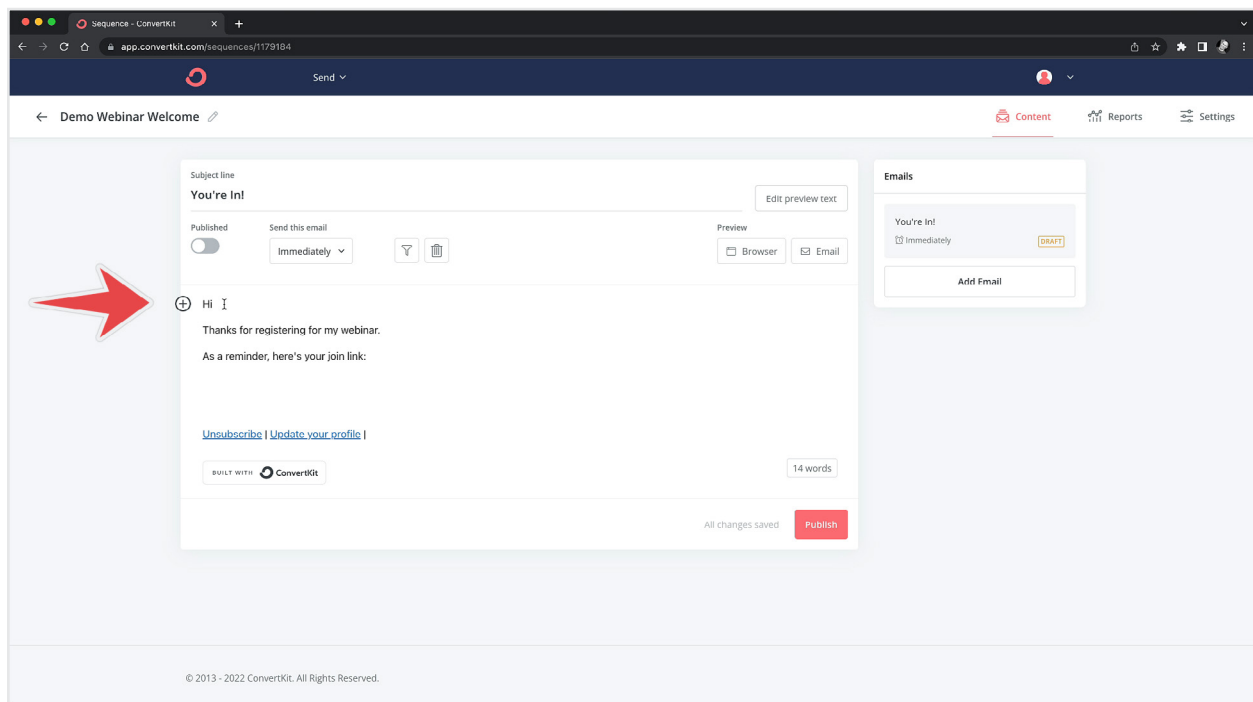 Sequence - ConvertKit
app.convertkit.com/sequences/1179184
Send
Demo Webinar Welcome
Content
Reports
Settings
Subject line
You're In!
Edit preview text
Published
Send this email
Immediately
Preview
Browser
Email
Hi
Thanks for registering for my webinar.
As a reminder, here's your join link:
Unsubscribe | Update your profile |
BUILT WITH ConvertKit
14 words
All changes saved
Publish
Emails
You're In!
Immediately
DRAFT
Add Email
© 2013 - 2022 ConvertKit. All Rights Reserved.